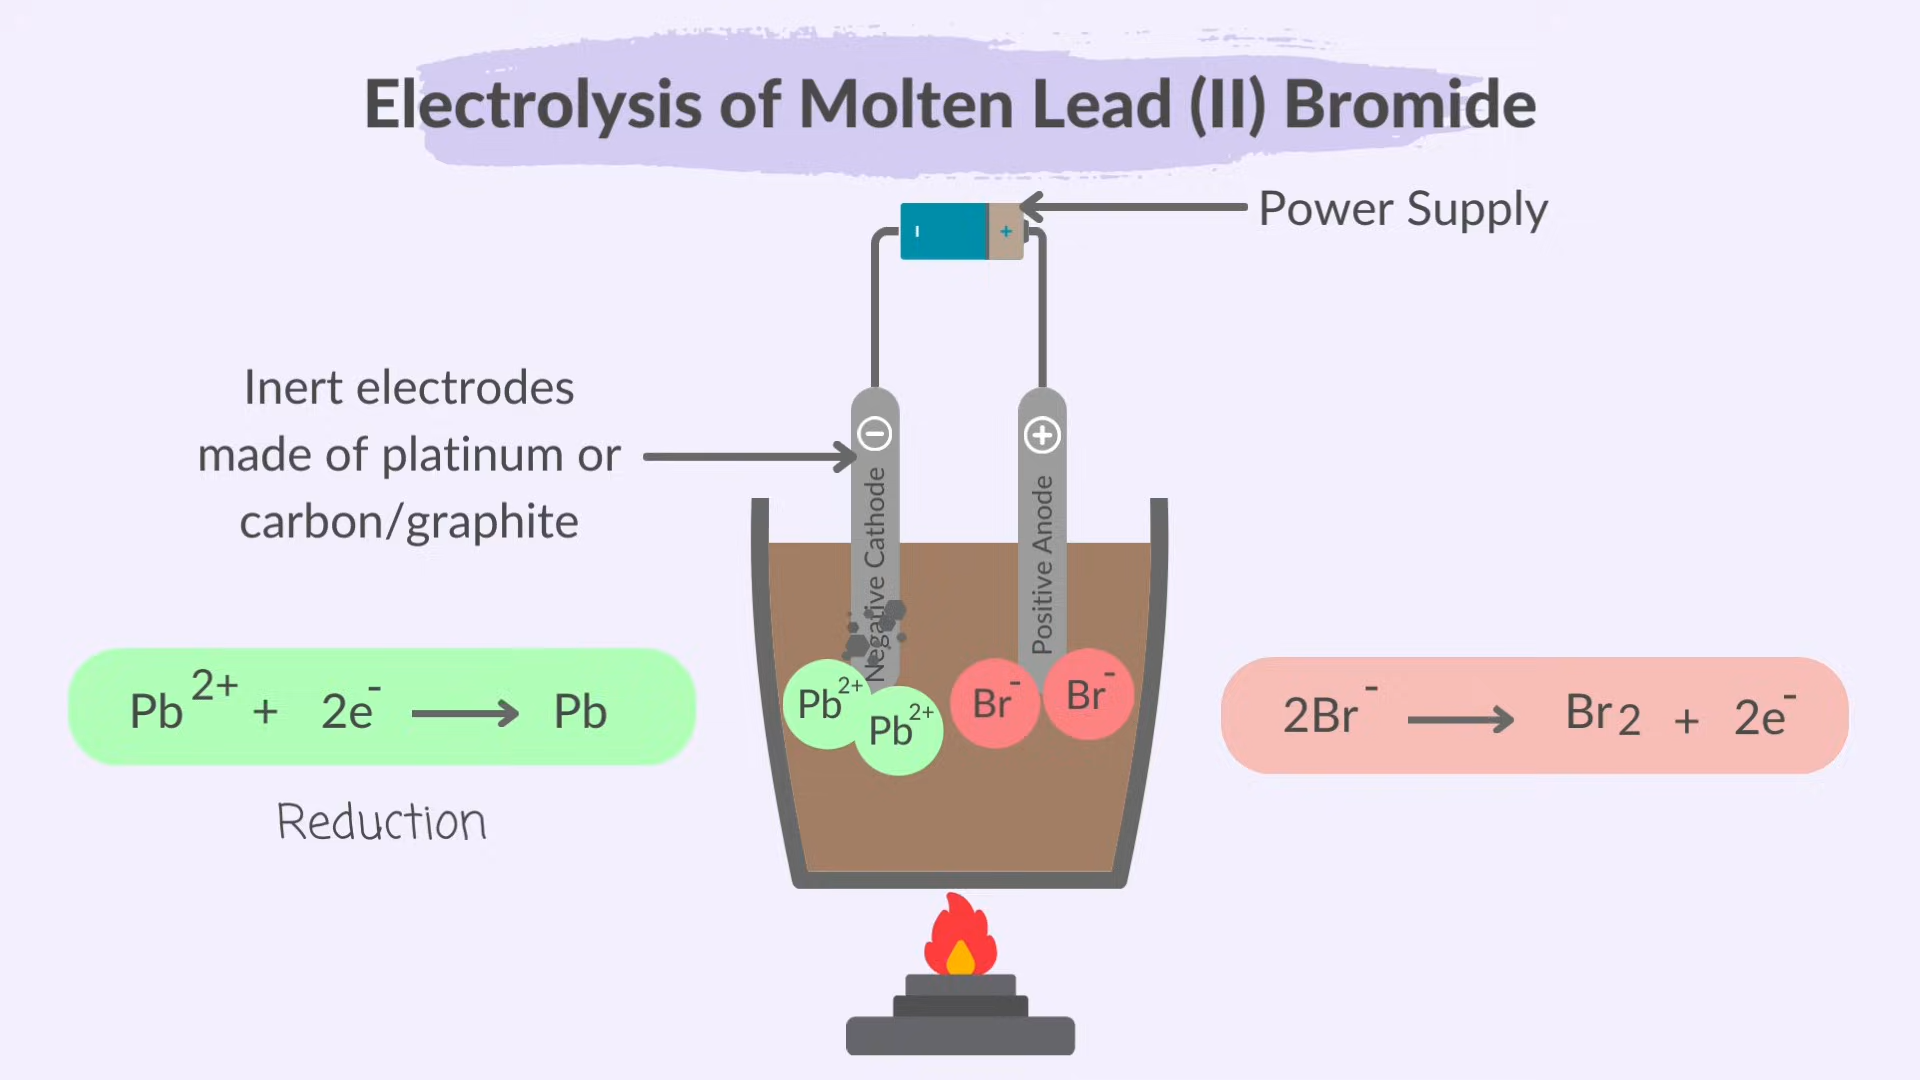 Electrolysis of Molten Lead (II) Bromide
Power Supply
Inert electrodes
made of platinum or
carbon/graphite
Negative Cathode
Positive Anode
Pb²⁺ + 2e⁻ → Pb
Reduction
Pb²⁺
Pb²⁺
Br⁻
Br⁻
2Br⁻ → Br₂ + 2e⁻